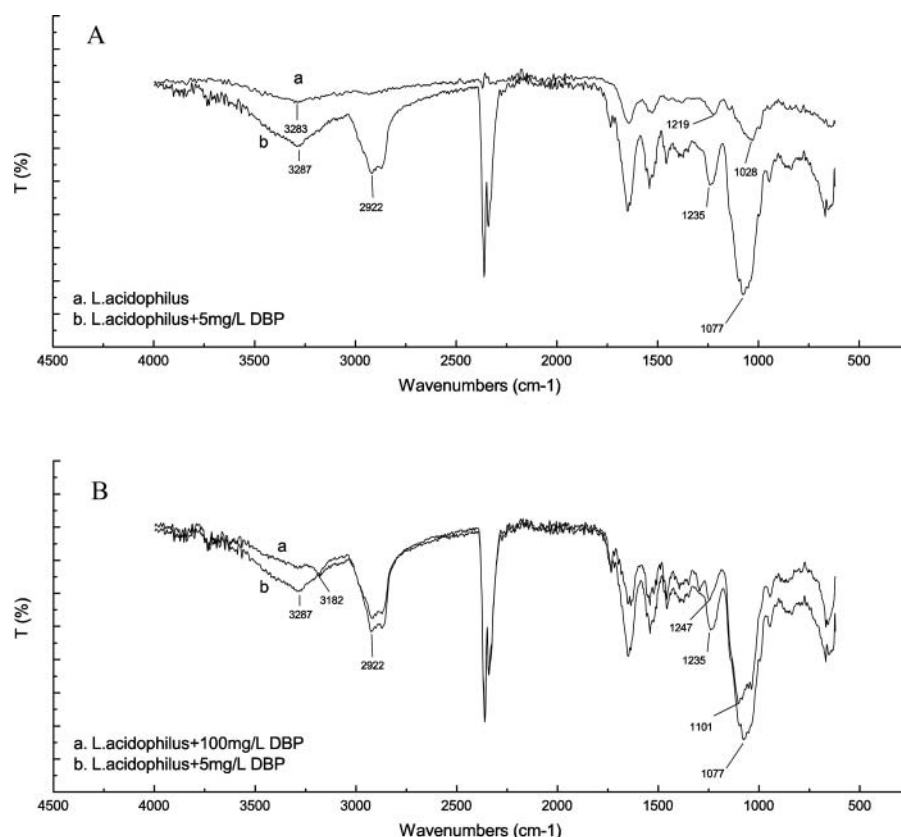 A
a
3283
b
3287
2922
1219
1028
1235
1077
T (%)
a. L.acidophilus
b. L.acidophilus+5mg/L DBP
4500 4000 3500 3000 2500 2000 1500 1000 500
Wavenumbers (cm-1)
B
a
b
3182
3287
2922
1247
1235
1101
1077
T (%)
a. L.acidophilus+100mg/L DBP
b. L.acidophilus+5mg/L DBP
4500 4000 3500 3000 2500 2000 1500 1000 500
Wavenumbers (cm-1)